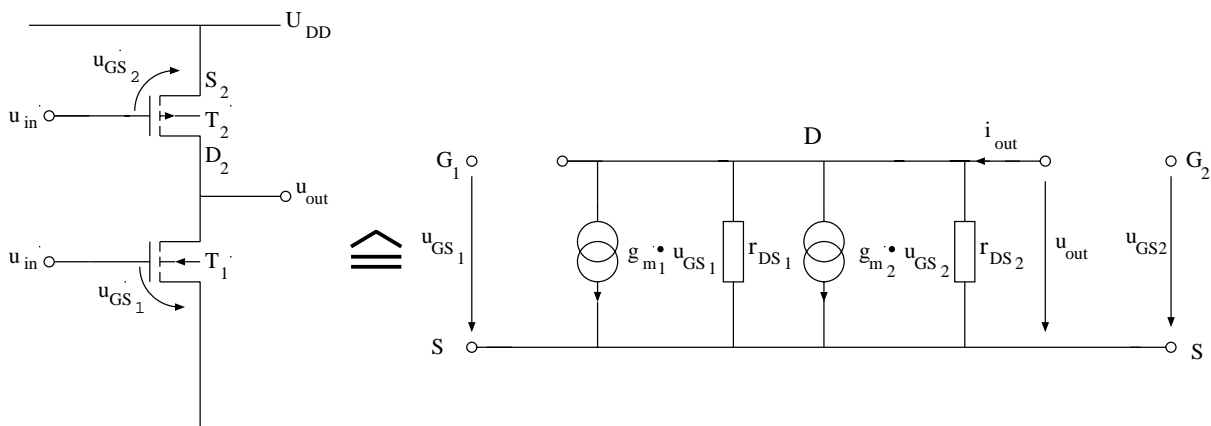 U DD
u GS 2
S 2
u in
T 2
D 2
u out
u in
T 1
u GS 1
G 1
D
i out
G 2
u GS 1
g m 1 • u GS 1
r DS 1
g m 2 • u GS 2
r DS 2
u out
u GS2
S
S